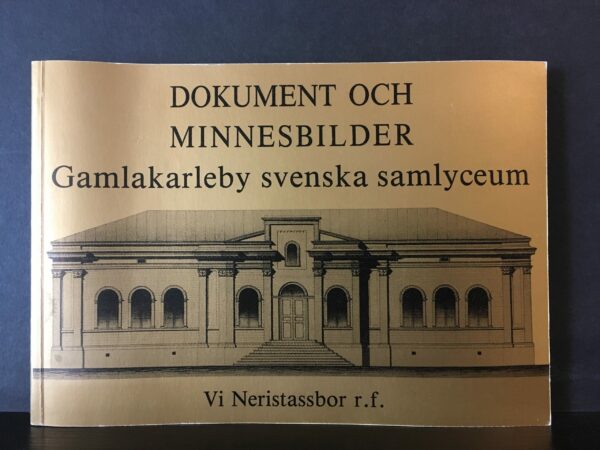 DOKUMENT OCH
MINNESBILDER
Gamlakarleby svenska samlyceum
Vi Neristassbor r.f.